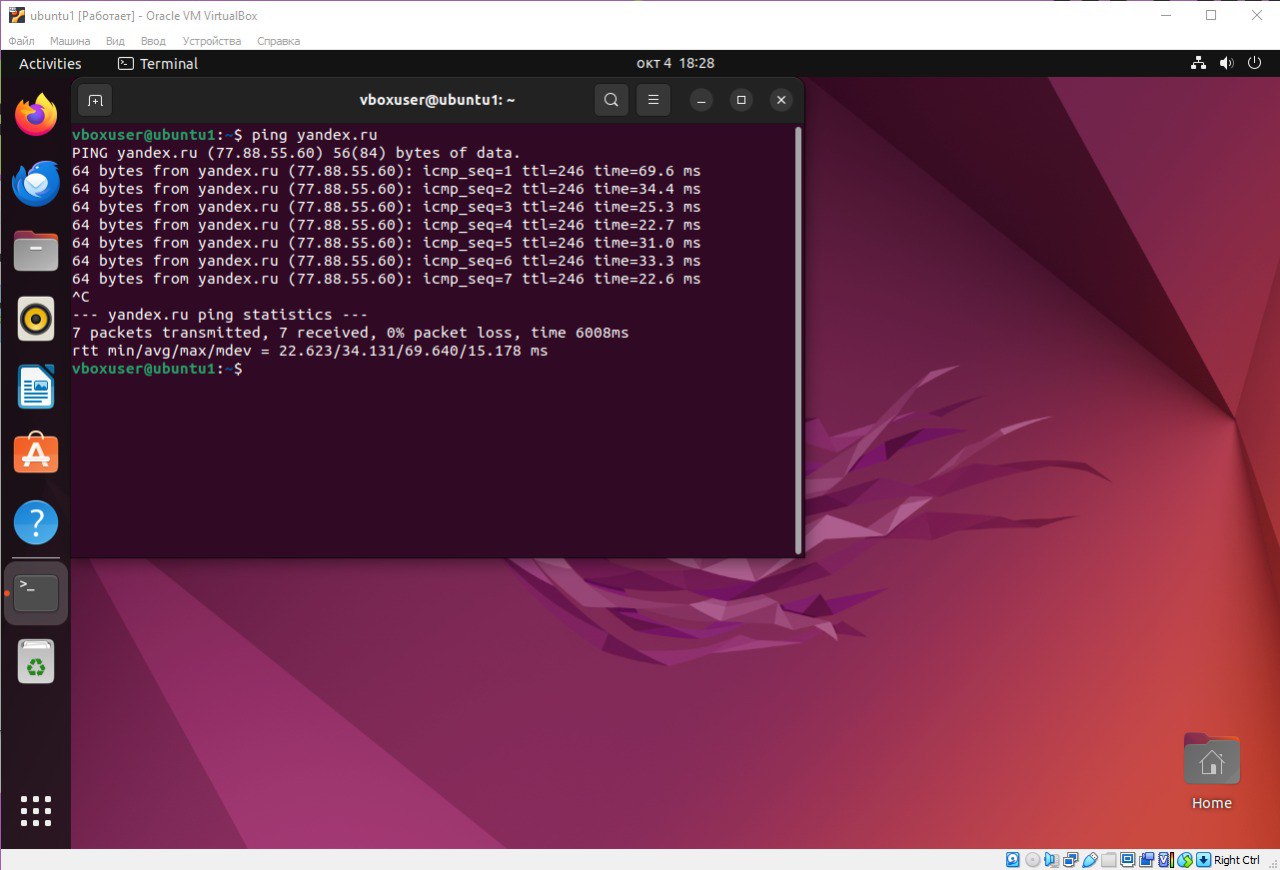 ubuntu1 [Работает] - Oracle VM VirtualBox
Файл Машина Вид Ввод Устройства Справка
Activities Terminal окт 4 18:28
vboxuser@ubuntu1: ~
vboxuser@ubuntu1:~$ ping yandex.ru
PING yandex.ru (77.88.55.60) 56(84) bytes of data.
64 bytes from yandex.ru (77.88.55.60): icmp_seq=1 ttl=246 time=69.6 ms
64 bytes from yandex.ru (77.88.55.60): icmp_seq=2 ttl=246 time=34.4 ms
64 bytes from yandex.ru (77.88.55.60): icmp_seq=3 ttl=246 time=25.3 ms
64 bytes from yandex.ru (77.88.55.60): icmp_seq=4 ttl=246 time=22.7 ms
64 bytes from yandex.ru (77.88.55.60): icmp_seq=5 ttl=246 time=31.0 ms
64 bytes from yandex.ru (77.88.55.60): icmp_seq=6 ttl=246 time=33.3 ms
64 bytes from yandex.ru (77.88.55.60): icmp_seq=7 ttl=246 time=22.6 ms
^C
--- yandex.ru ping statistics ---
7 packets transmitted, 7 received, 0% packet loss, time 6008ms
rtt min/avg/max/mdev = 22.623/34.131/69.640/15.178 ms
vboxuser@ubuntu1:~$
Home
Right Ctrl